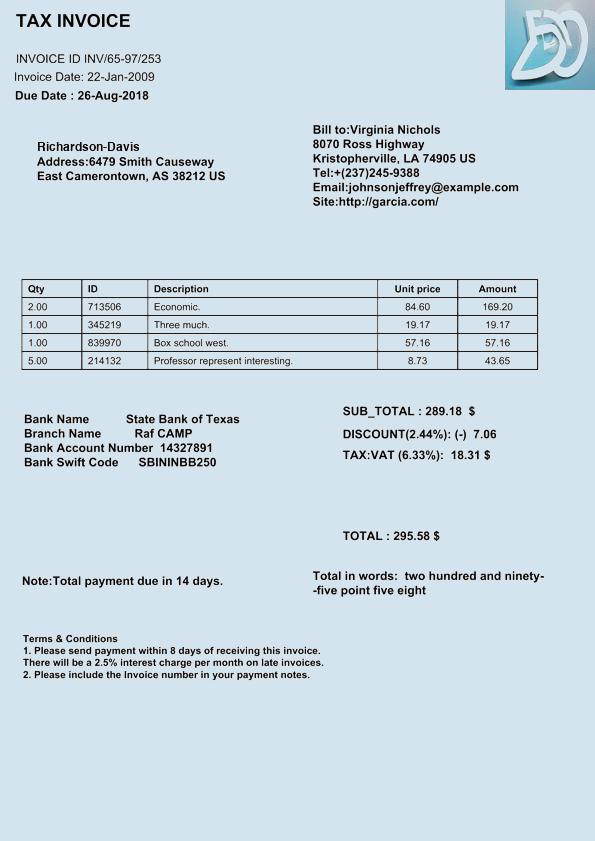 TAX INVOICE
INVOICE ID INV/65-97/253
Invoice Date: 22-Jan-2009
Due Date : 26-Aug-2018
Richardson-Davis
Address:6479 Smith Causeway
East Camerontown, AS 38212 US
Bill to:Virginia Nichols
8070 Ross Highway
Kristopherville, LA 74905 US
Tel:+(237)245-9388
Email:johnsonjeffrey@example.com
Site:http://garcia.com/
Qty ID Description Unit price Amount
2.00 713506 Economic. 84.60 169.20
1.00 345219 Three much. 19.17 19.17
1.00 839970 Box school west. 57.16 57.16
5.00 214132 Professor represent interesting. 8.73 43.65
Bank Name State Bank of Texas
Branch Name Raf CAMP
Bank Account Number 14327891
Bank Swift Code SBININBB250
SUB_TOTAL : 289.18 $
DISCOUNT(2.44%): (-) 7.06
TAX:VAT (6.33%): 18.31 $
TOTAL : 295.58 $
Note:Total payment due in 14 days.
Total in words: two hundred and ninety-
-five point five eight
Terms & Conditions
1. Please send payment within 8 days of receiving this invoice.
There will be a 2.5% interest charge per month on late invoices.
2. Please include the Invoice number in your payment notes.